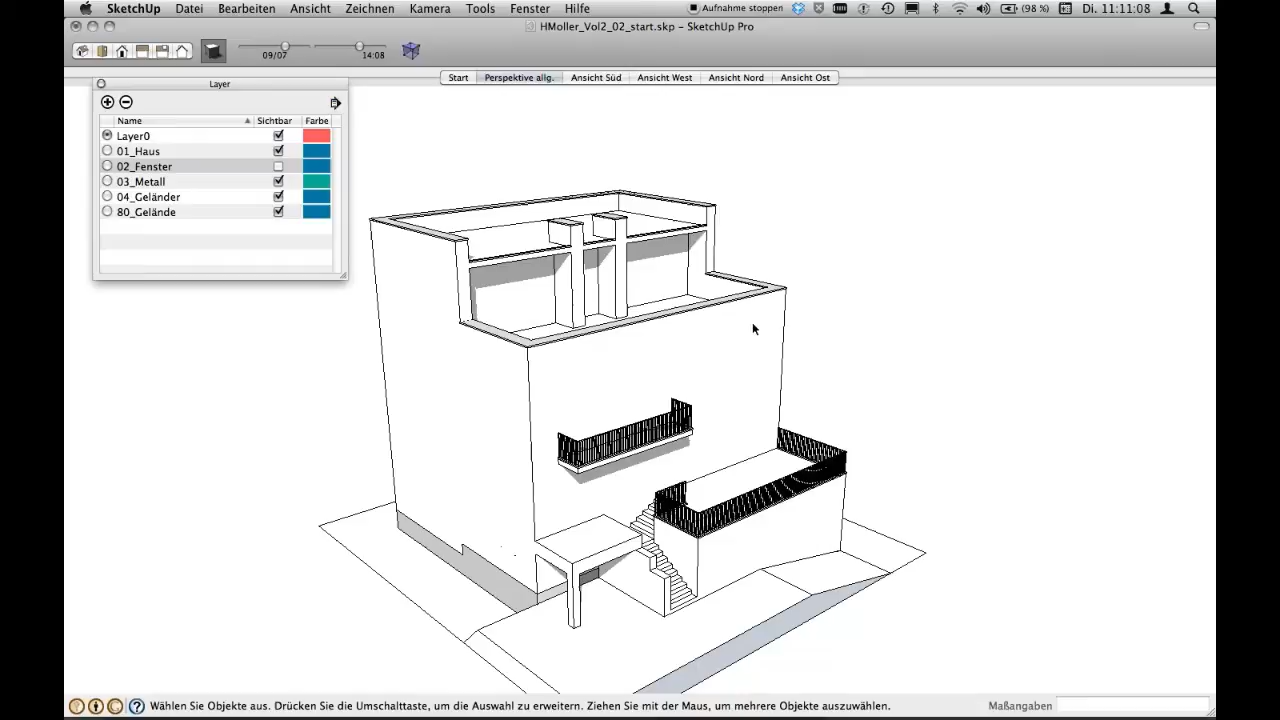 SketchUp Datei Bearbeiten Ansicht Zeichnen Kamera Tools Fenster Hilfe Aufnahme stoppen (98 %) Di. 11:11:08
HMoller_Vol2_02_start.skp - SketchUp Pro
09/07 14:08
Start Perspektive allg. Ansicht Süd Ansicht West Ansicht Nord Ansicht Ost
Layer
Name Sichtbar Farbe
Layer0
01_Haus
02_Fenster
03_Metall
04_Geländer
80_Gelände
Wählen Sie Objekte aus. Drücken Sie die Umschalttaste, um die Auswahl zu erweitern. Ziehen Sie mit der Maus, um mehrere Objekte auszuwählen. Maßangaben